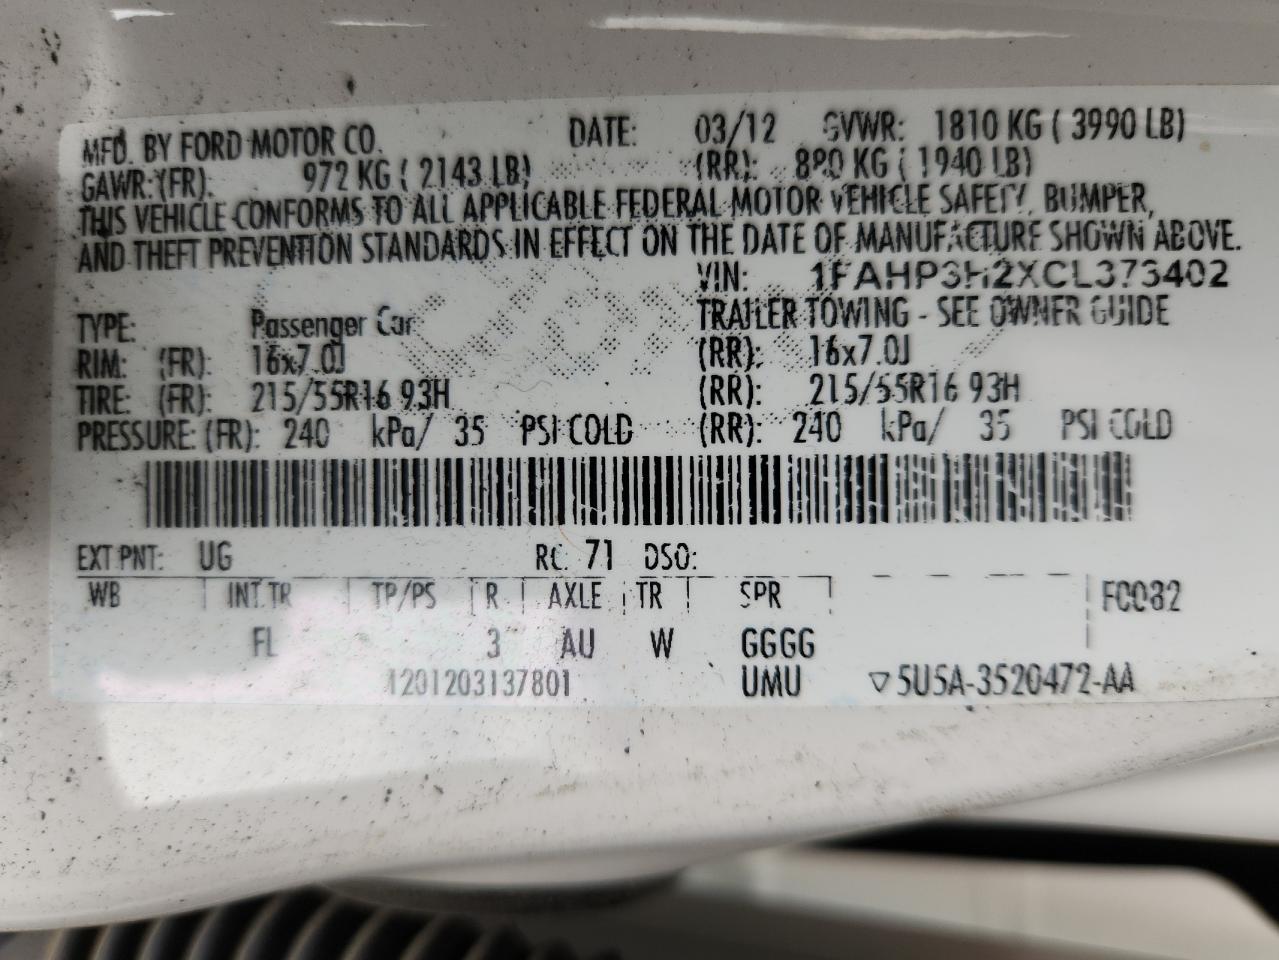 MFD. BY FORD MOTOR CO. DATE: 03/12 GVWR: 1810 KG ( 3990 LB)
GAWR: (FR): 972 KG ( 2143 LB) (RR): 880 KG ( 1940 LB)
THIS VEHICLE CONFORMS TO ALL APPLICABLE FEDERAL MOTOR VEHICLE SAFETY, BUMPER,
AND THEFT PREVENTION STANDARDS IN EFFECT ON THE DATE OF MANUFACTURE SHOWN ABOVE.
VIN: 1FAHP3H2XCL373402
TYPE: Passenger Car TRAILER TOWING - SEE OWNER GUIDE
RIM: (FR): 16x7.0J (RR): 16x7.0J
TIRE: (FR): 215/55R16 93H (RR): 215/55R16 93H
PRESSURE: (FR): 240 kPa/ 35 PSI COLD (RR): 240 kPa/ 35 PSI COLD
EXT PNT: UG RC: 71 DSO:
WB INT TR TP/PS R AXLE TR SPR FC082
FL 3 AU W GGGG
1201203137801 UMU ▽5U5A-3520472-AA